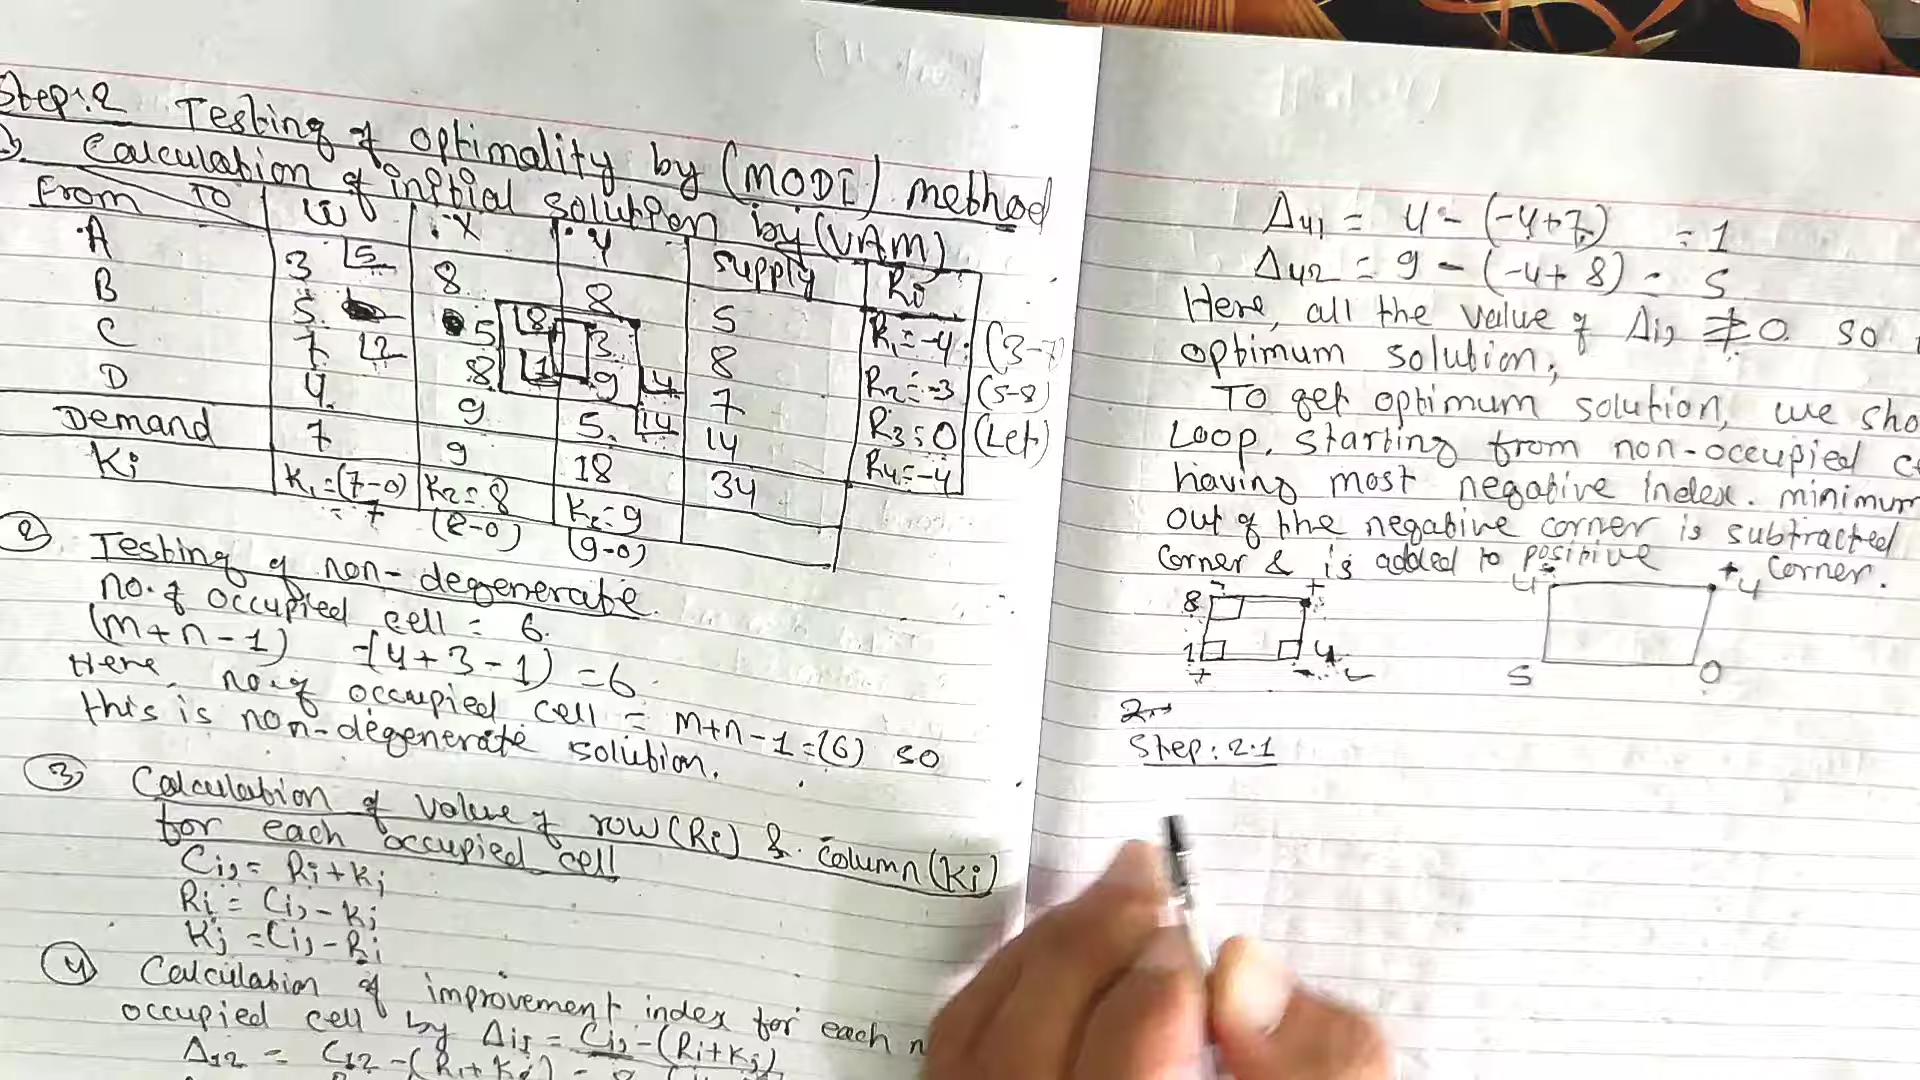 Step:2 Testing of optimality by (MODI) method
Calculation of initial solution by (VAM)
From TO W X Y Supply Ri
A 3 5 8 8 5 R1=-4 (3-7)
B 5 5 8 3 8 R2=-3 (5-8)
C 7 2 8 1 9 4 7 R3=0 (Let)
D 4 9 5 14 14 R4=-4
Demand 7 9 18 34
Kj K1=(7-0) =7 K2=8 (8-0) K2=9 (9-0)
2 Testing of non-degenerate
no. of occupied cell = 6.
(m+n-1) -(4+3-1) =6
Here, no. of occupied cell = m+n-1=(6) so
this is non-degenerate solution.
3 Calculation of value of row (Ri) & column (Kj)
for each occupied cell
Cij = Ri+Kj
Ri = Cij - Kj
Kj = Cij - Ri
4 Calculation of improvement index for each n
occupied cell by Δij = Cij-(Ri+Kj)
Δ12 = C12
Δ41 = 4 - (-4+7) = 1
Δ42 = 9 - (-4+8) = 5
Here, all the value of Δij ≱ 0 so
optimum solution,
To get optimum solution, we sho
Loop, starting from non-occupied ce
having most negative index. minimum
out of the negative corner is subtracted
corner & is added to positive corner.
8 - +
1 + 4 -
4 +4
5 0
Step: 2.1